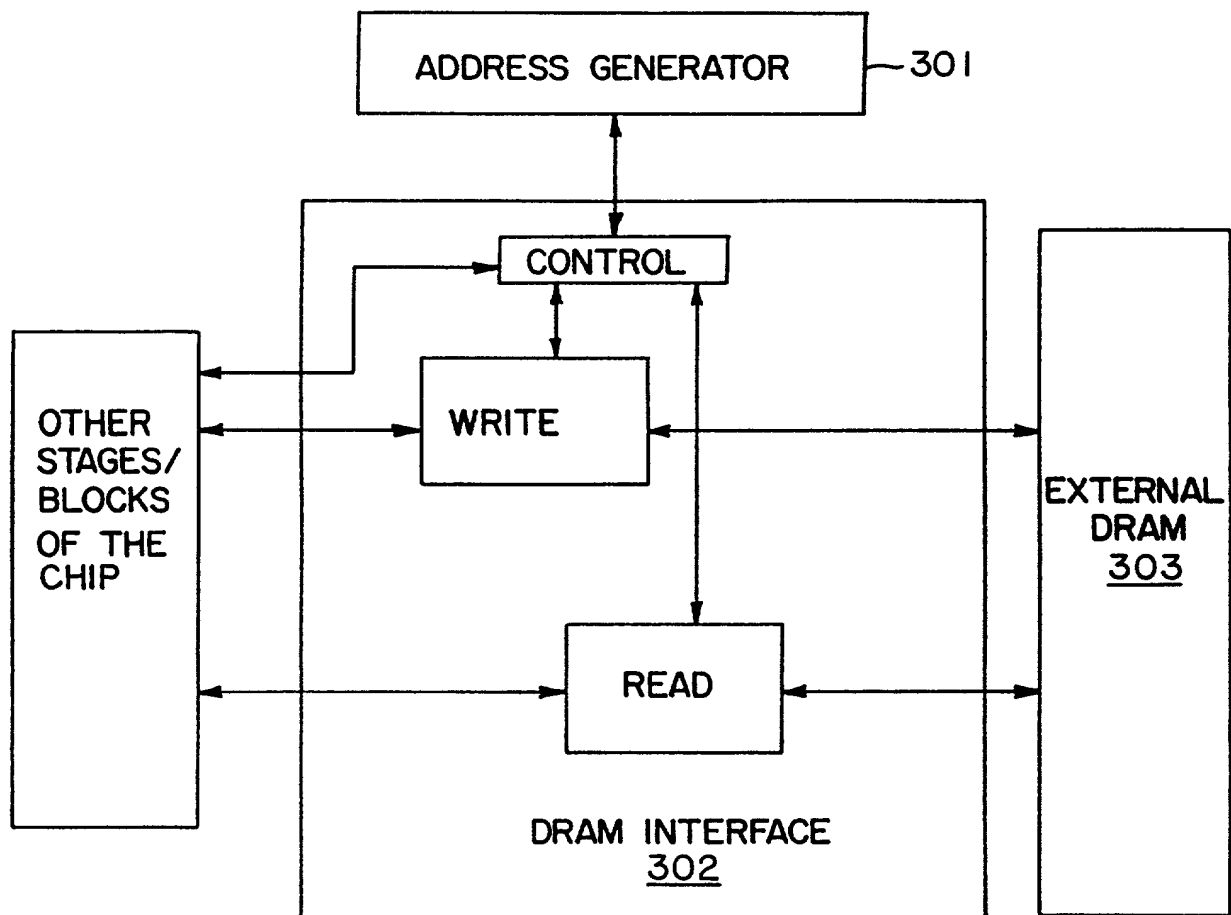 ADDRESS GENERATOR
301
CONTROL
WRITE
OTHER
STAGES/
BLOCKS
OF THE
CHIP
EXTERNAL
DRAM
303
READ
DRAM INTERFACE
302